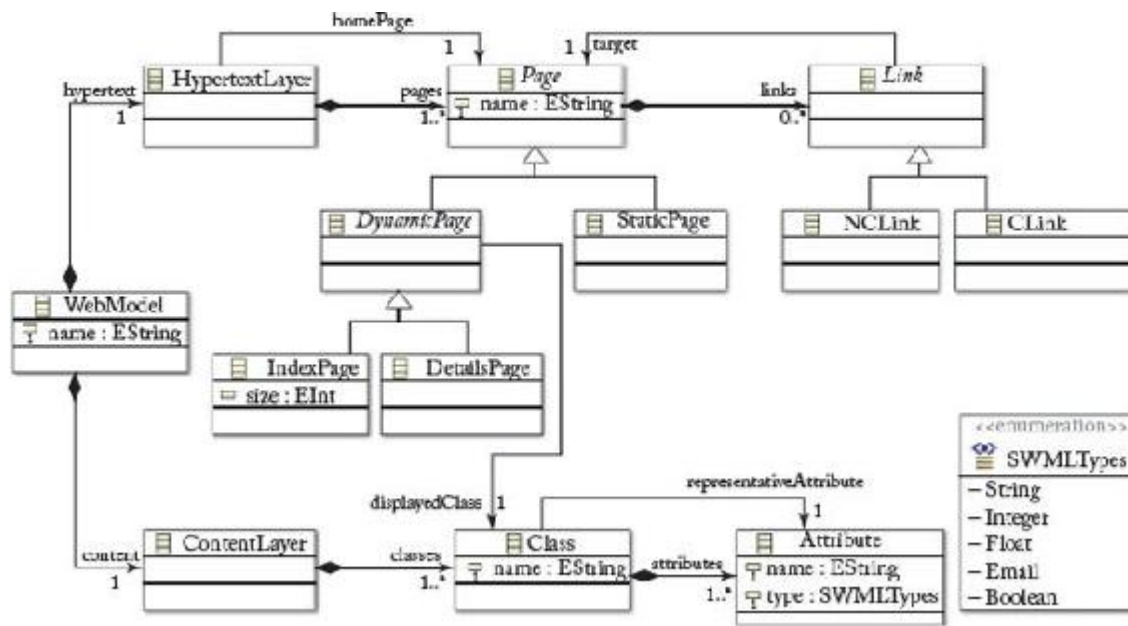 homePage
1
1
target
HypertextLayer
Page
Link
hypertext
1
pages
1..*
name : EString
links
0..*
DynamicPage
StaticPage
NCLink
CLink
WebModel
name : EString
IndexPage
size : EInt
DetailsPage
<<enumeration>>
SWMLTypes
– String
– Integer
– Float
– Email
– Boolean
displayedClass
1
representativeAttribute
1
content
1
ContentLayer
classes
1..*
Class
name : EString
attributes
1..*
Attribute
name : EString
type : SWMLTypes